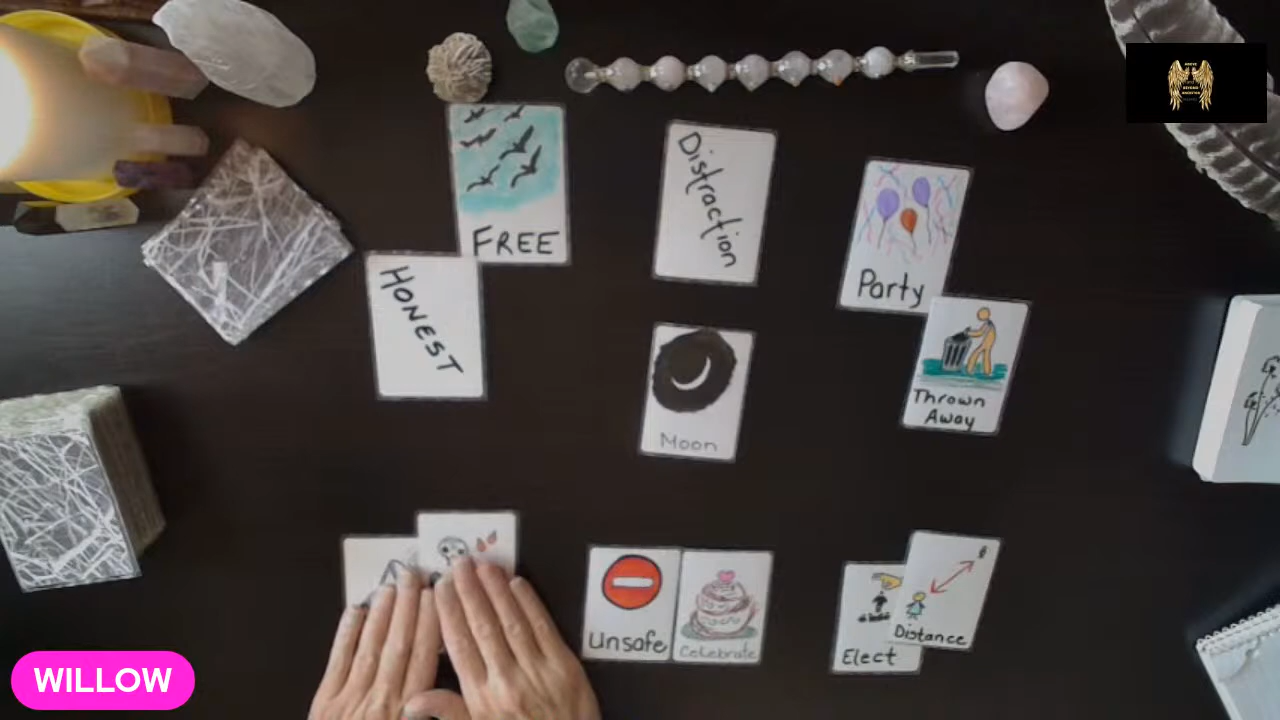 FREE
Distraction
Party
HONEST
Thrown
Away
Moon
Unsafe
Celebrate
Elect
Distance
WILLOW